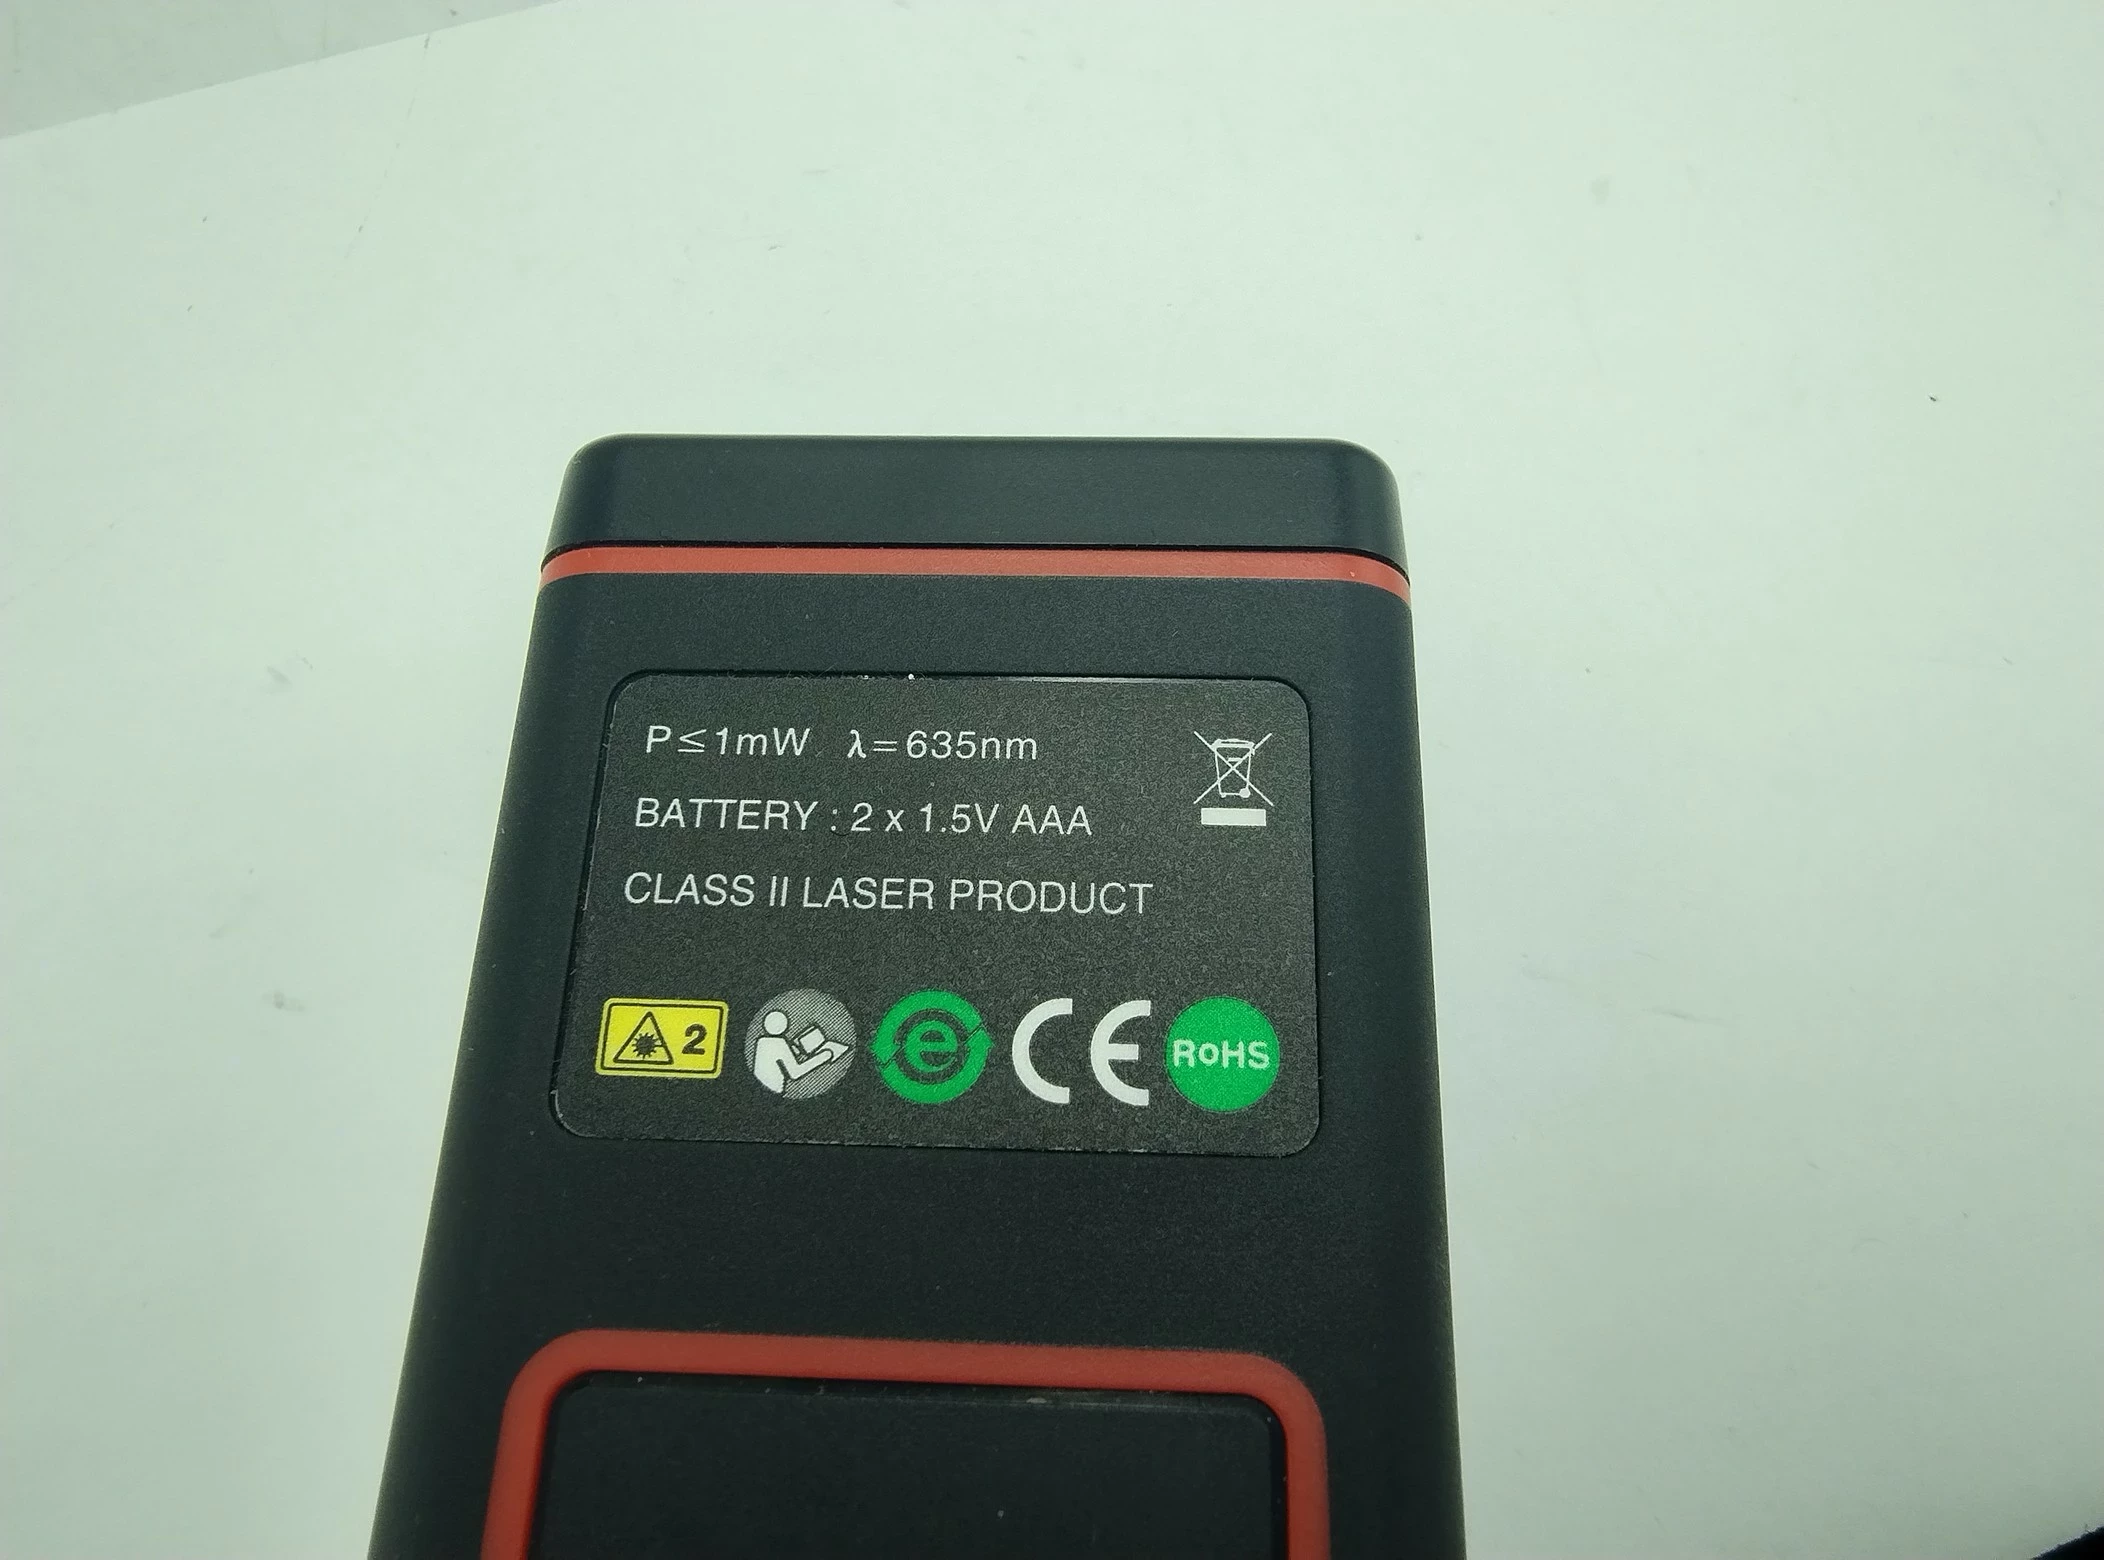 P≤1mW λ=635nm
BATTERY : 2 x 1.5V AAA
CLASS II LASER PRODUCT
2 e CE RoHS